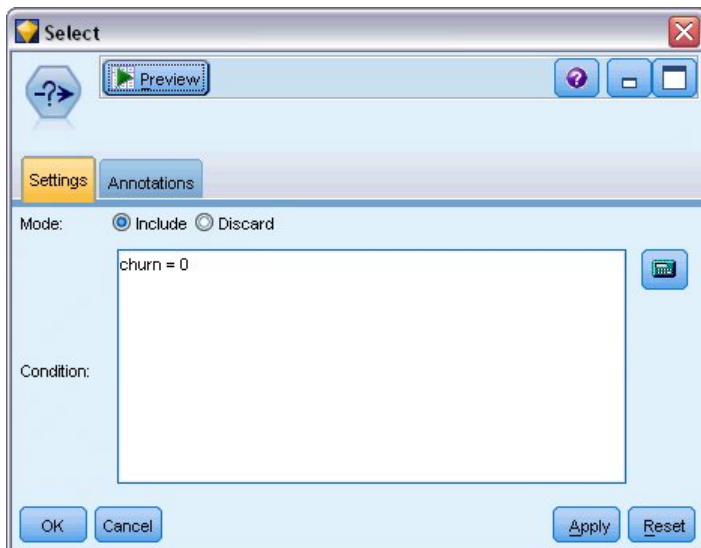 Select
-?➤
Preview
?
Settings
Annotations
Mode:
Include
Discard
churn = 0
Condition:
OK
Cancel
Apply
Reset